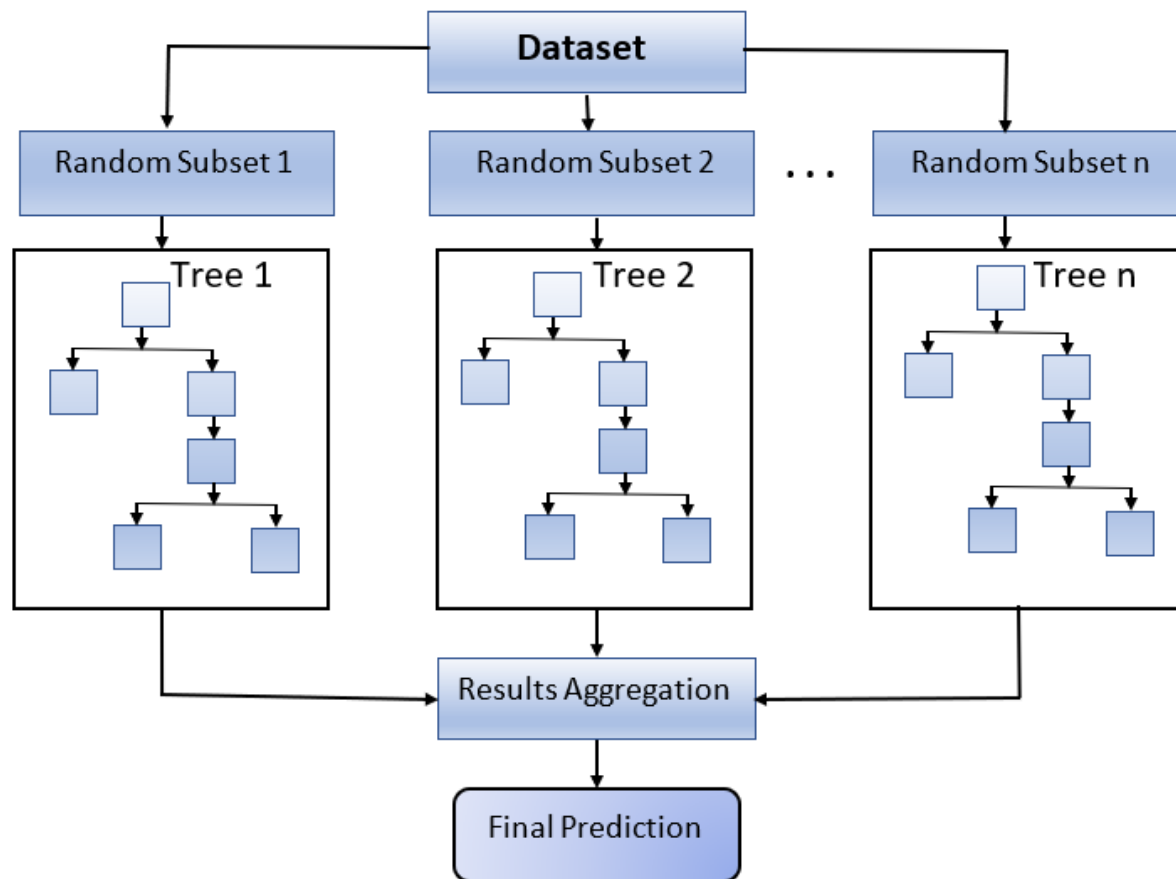 Dataset
Random Subset 1
Random Subset 2
...
Random Subset n
Tree 1
Tree 2
Tree n
Results Aggregation
Final Prediction